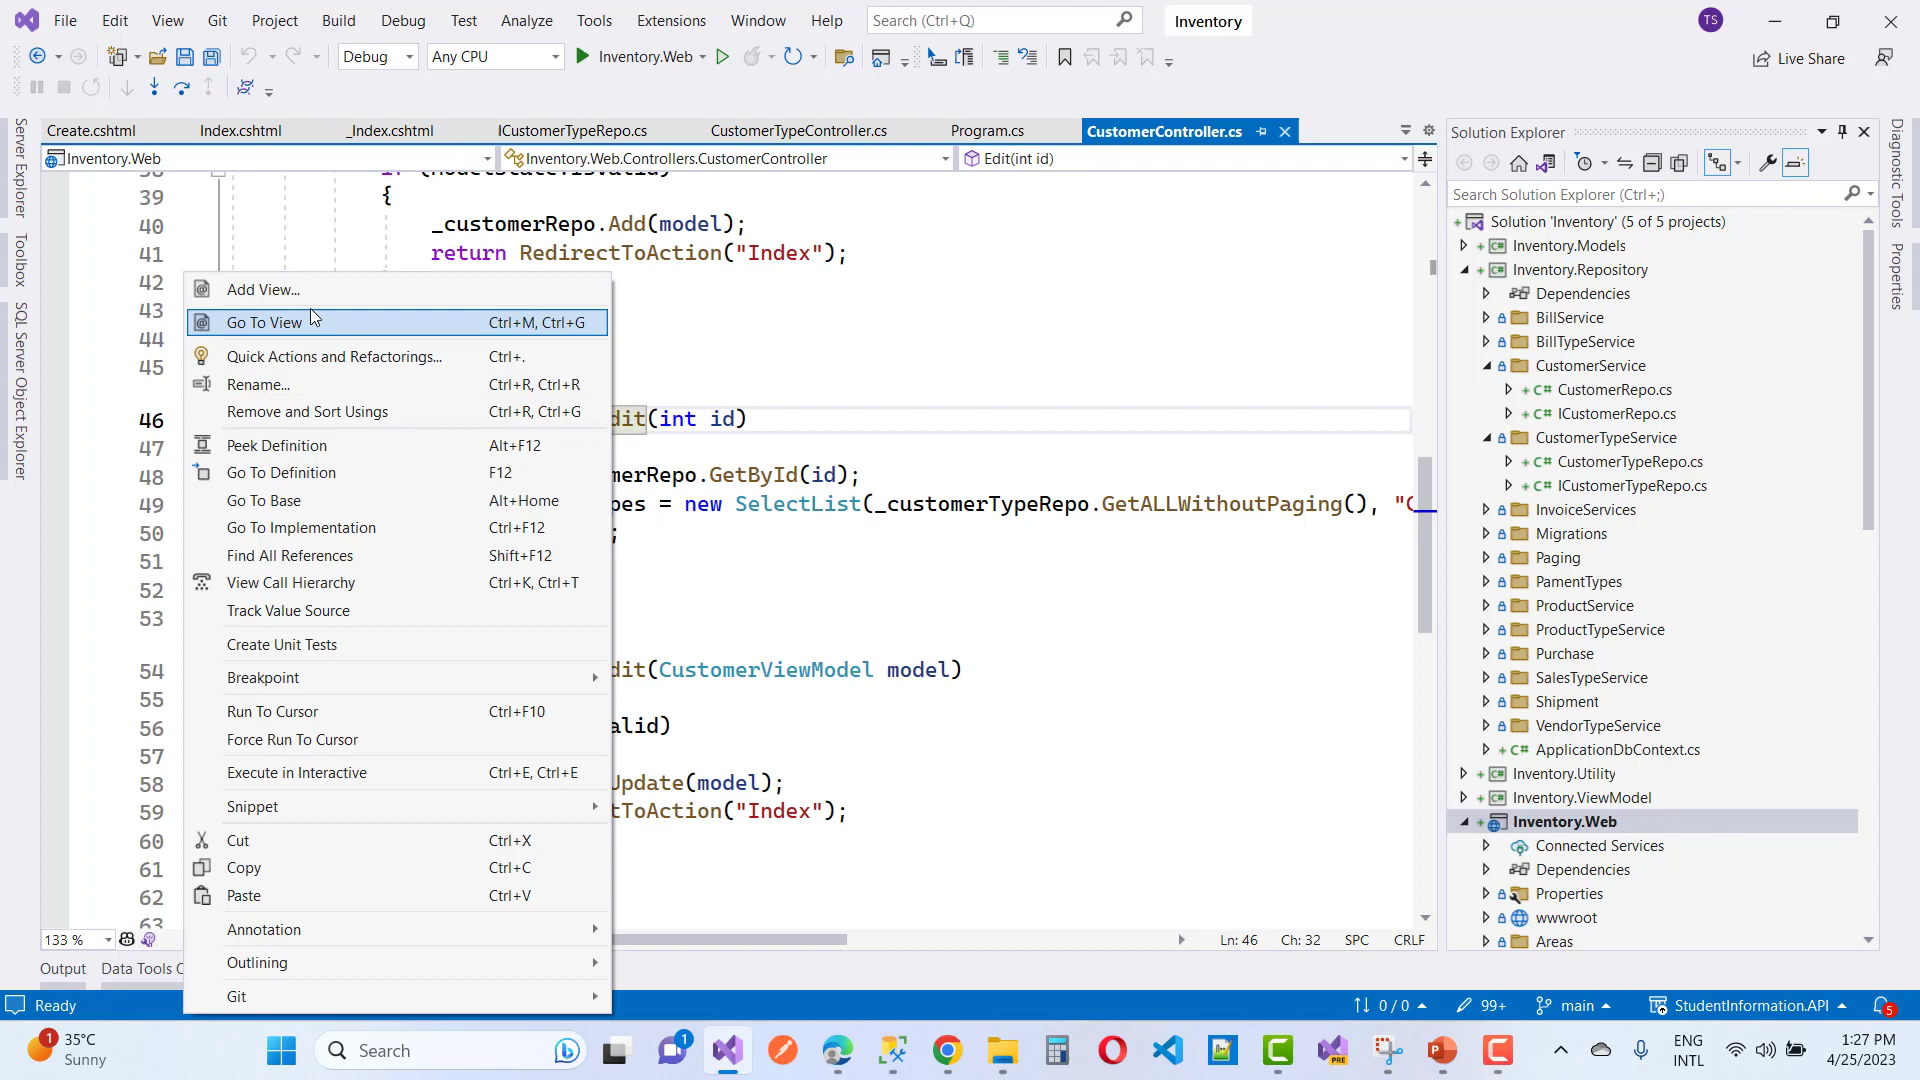 File Edit View Git Project Build Debug Test Analyze Tools Extensions Window Help Search (Ctrl+Q) Inventory TS
Debug Any CPU Inventory.Web Live Share
Create.cshtml Index.cshtml _Index.cshtml ICustomerTypeRepo.cs CustomerTypeController.cs Program.cs CustomerController.cs
Inventory.Web Inventory.Web.Controllers.CustomerController Edit(int id)
Server Explorer
Toolbox
SQL Server Object Explorer
39 {
40 _customerRepo.Add(model);
41 return RedirectToAction("Index");
42
43
44
45
46 dit(int id)
47
48 merRepo.GetById(id);
49 pes = new SelectList(_customerTypeRepo.GetALLWithoutPaging(), "C
50 ;
51
52
53
54 dit(CustomerViewModel model)
55
56 alid)
57
58 Update(model);
59 tToAction("Index");
60
61
62
63
Add View...
Go To View Ctrl+M, Ctrl+G
Quick Actions and Refactorings... Ctrl+.
Rename... Ctrl+R, Ctrl+R
Remove and Sort Usings Ctrl+R, Ctrl+G
Peek Definition Alt+F12
Go To Definition F12
Go To Base Alt+Home
Go To Implementation Ctrl+F12
Find All References Shift+F12
View Call Hierarchy Ctrl+K, Ctrl+T
Track Value Source
Create Unit Tests
Breakpoint
Run To Cursor Ctrl+F10
Force Run To Cursor
Execute in Interactive Ctrl+E, Ctrl+E
Snippet
Cut Ctrl+X
Copy Ctrl+C
Paste Ctrl+V
Annotation
Outlining
Git
133 % Ln: 46 Ch: 32 SPC CRLF
Output Data Tools
Solution Explorer
Search Solution Explorer (Ctrl+;)
Solution 'Inventory' (5 of 5 projects)
Inventory.Models
Inventory.Repository
Dependencies
BillService
BillTypeService
CustomerService
C# CustomerRepo.cs
C# ICustomerRepo.cs
CustomerTypeService
C# CustomerTypeRepo.cs
C# ICustomerTypeRepo.cs
InvoiceServices
Migrations
Paging
PamentTypes
ProductService
ProductTypeService
Purchase
SalesTypeService
Shipment
VendorTypeService
C# ApplicationDbContext.cs
Inventory.Utility
Inventory.ViewModel
Inventory.Web
Connected Services
Dependencies
Properties
wwwroot
Areas
Diagnostic Tools
Properties
Ready 0 / 0 99+ main StudentInformation.API 5
1 35°C
Sunny
Search 1 PRE
ENG
INTL
1:27 PM
4/25/2023